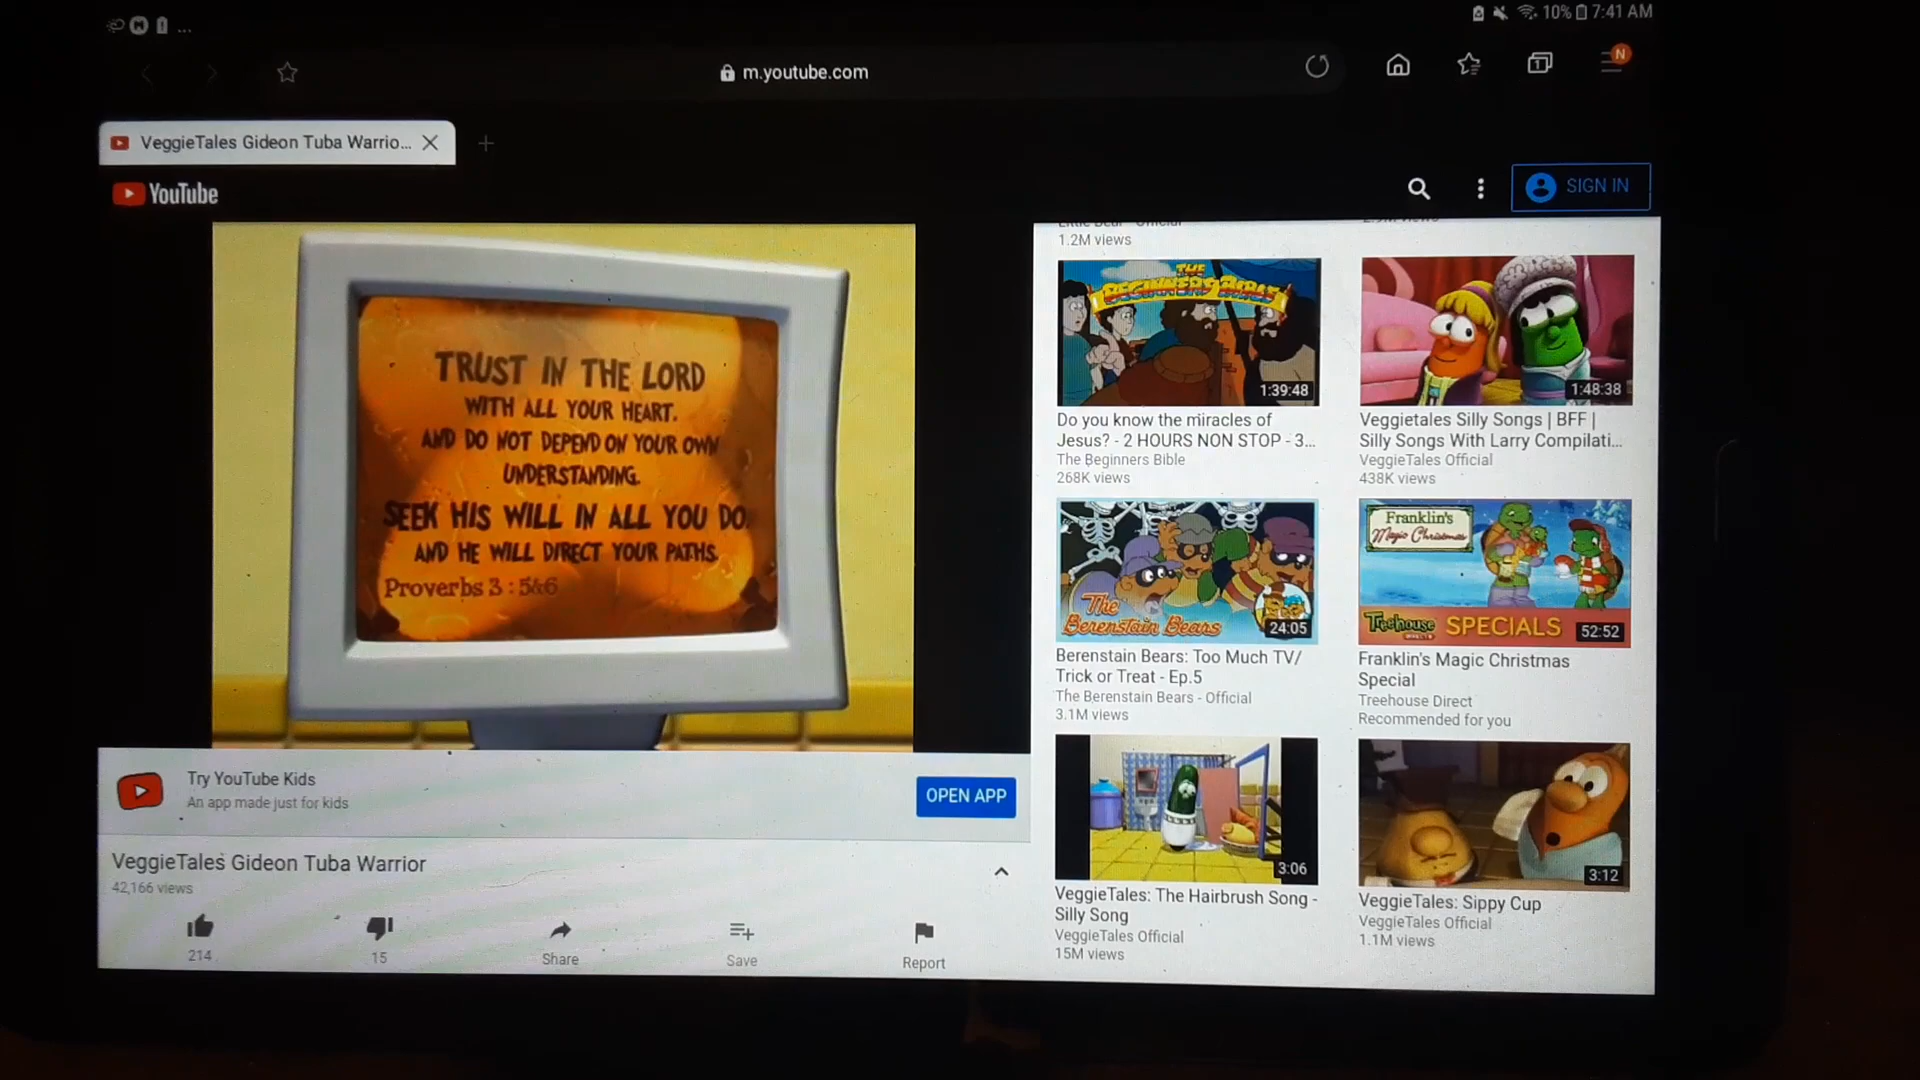 10% 7:41 AM
m.youtube.com
1
N
VeggieTales Gideon Tuba Warrio...
YouTube
SIGN IN
TRUST IN THE LORD
WITH ALL YOUR HEART.
AND DO NOT DEPEND ON YOUR OWN
UNDERSTANDING.
SEEK HIS WILL IN ALL YOU DO,
AND HE WILL DIRECT YOUR PATHS.
Proverbs 3 : 5&6
Try YouTube Kids
An app made just for kids
OPEN APP
VeggieTales Gideon Tuba Warrior
42,166 views
214
15
Share
Save
Report
1.2M views
THE
BEGINNERS BIBLE
1:39:48
Do you know the miracles of
Jesus? - 2 HOURS NON STOP - 3...
The Beginners Bible
268K views
1:48:38
Veggietales Silly Songs | BFF |
Silly Songs With Larry Compilati...
VeggieTales Official
438K views
The
Berenstain Bears
24:05
Berenstain Bears: Too Much TV/
Trick or Treat - Ep.5
The Berenstain Bears - Official
3.1M views
Franklin's
Magic Christmas
Treehouse
SPECIALS
52:52
Franklin's Magic Christmas
Special
Treehouse Direct
Recommended for you
3:06
VeggieTales: The Hairbrush Song -
Silly Song
VeggieTales Official
15M views
3:12
VeggieTales: Sippy Cup
VeggieTales Official
1.1M views